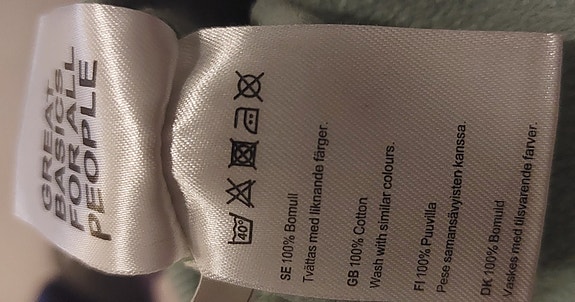 GREAT
BASICS
FOR ALL
PEOPLE
40°
SE 100% Bomull
Tvättas med liknande färger.
GB 100% Cotton
Wash with similar colours.
FI 100% Puuvilla
Pese samansävyisten kanssa.
DK 100% Bomuld
Vaskes med tilsvarende farver.